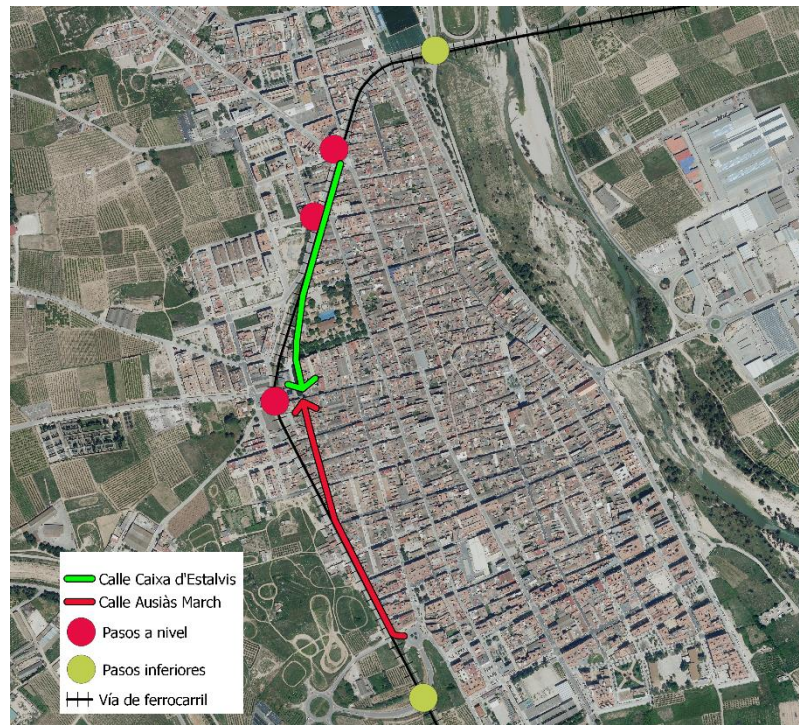 Calle Caixa d'Estalvis
Calle Ausiàs March
Pasos a nivel
Pasos inferiores
Vía de ferrocarril